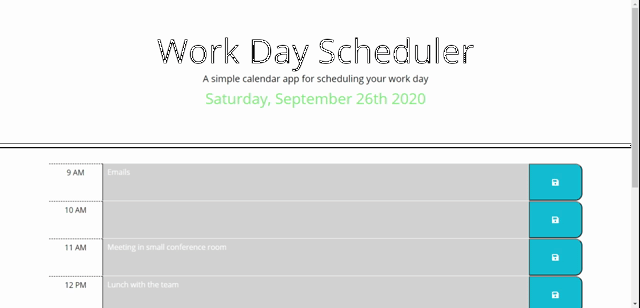 Work Day Scheduler
A simple calendar app for scheduling your work day
Saturday, September 26th 2020
9 AM Emails
10 AM
11 AM Meeting in small conference room
12 PM Lunch with the team